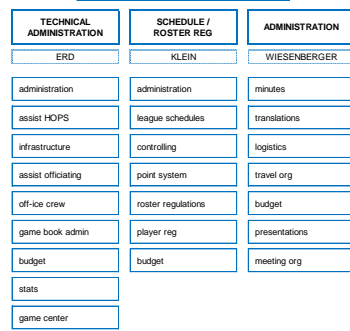 TECHNICAL
ADMINISTRATION
ERD
administration
assist HOPS
infrastructure
assist officiating
off-ice crew
game book admin
budget
stats
game center
SCHEDULE /
ROSTER REG
KLEIN
administration
league schedules
controlling
point system
roster regulations
player reg
budget
ADMINISTRATION
WIESENBERGER
minutes
translations
logistics
travel org
budget
presentations
meeting org